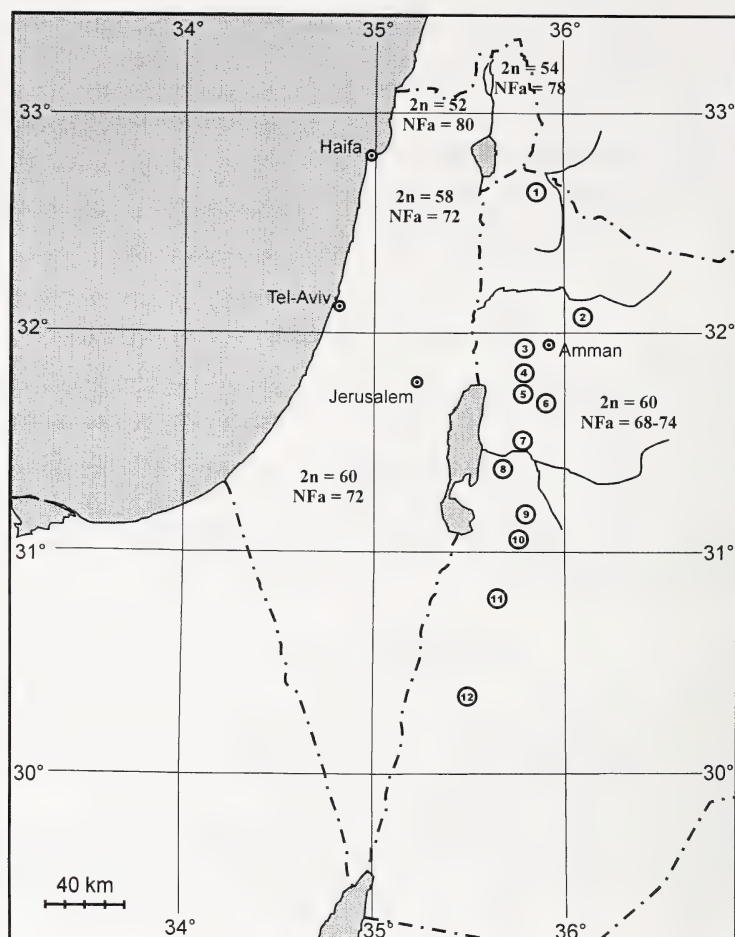 34° 35° 36°
2n = 54
NFa = 78
33° 33°
2n = 52
NFa = 80
Haifa
1
2n = 58
NFa = 72
Tel-Aviv
2
32° 32°
3 Amman
4
Jerusalem
5 6
2n = 60
NFa = 68-74
7
8
2n = 60
NFa = 72
9
10
31° 31°
11
12
30° 30°
40 km
34° 35° 36°